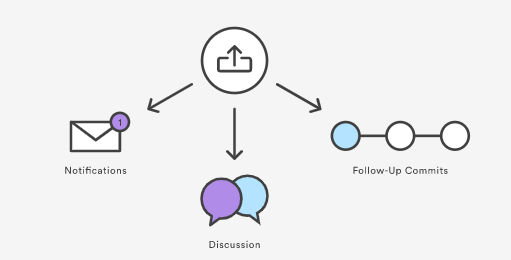 1
Notifications
Follow-Up Commits
Discussion